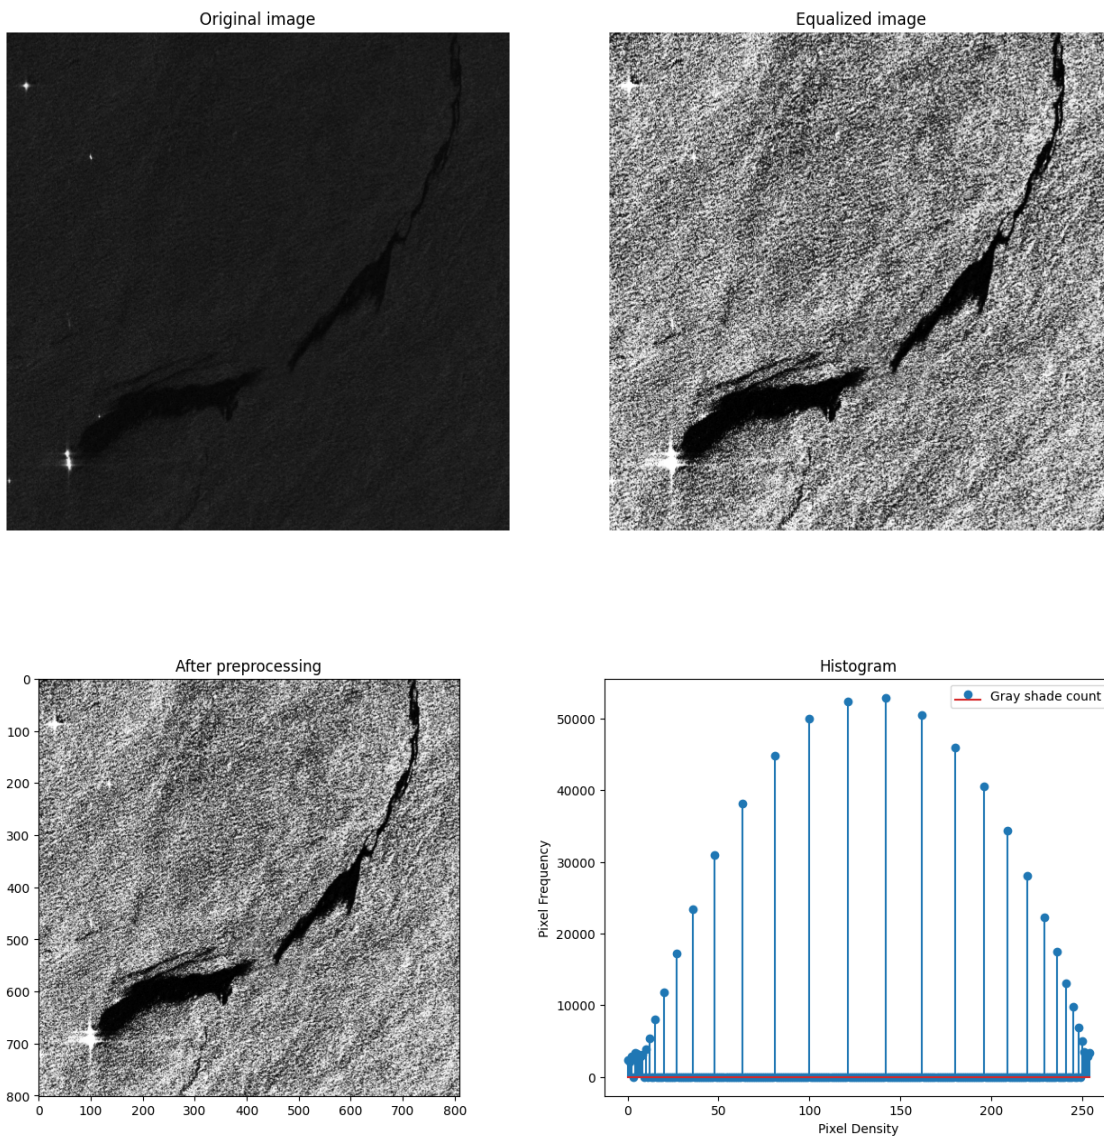 Original image
Equalized image
After preprocessing
0
100
200
300
400
500
600
700
800
0 100 200 300 400 500 600 700 800
Histogram
Gray shade count
50000
40000
30000
20000
10000
0
Pixel Frequency
0 50 100 150 200 250
Pixel Density